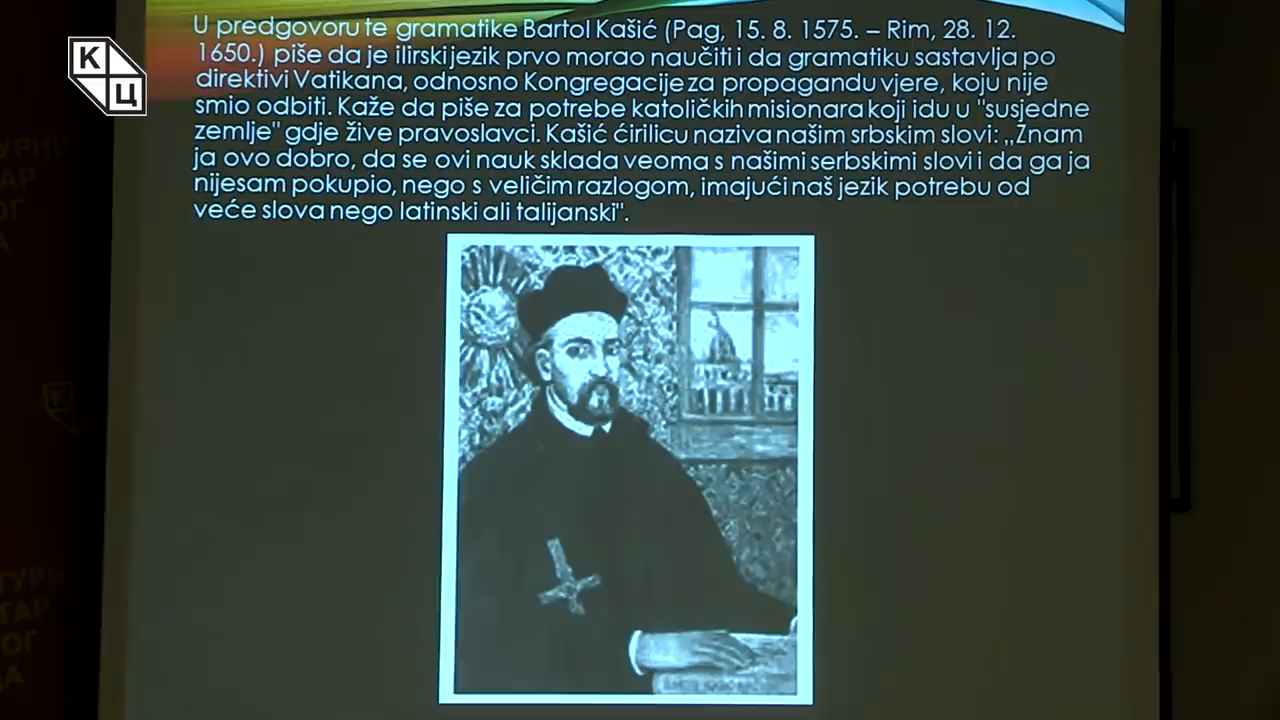 U predgovoru te gramatike Bartol Kašić (Pag, 15. 8. 1575. – Rim, 28. 12.
1650.) piše da je ilirski jezik prvo morao naučiti i da gramatiku sastavlja po
direktivi Vatikana, odnosno Kongregacije za propagandu vjere, koju nije
smio odbiti. Kaže da piše za potrebe katoličkih misionara koji idu u "susjedne
zemlje" gdje žive pravoslavci. Kašić ćirilicu naziva našim srbskim slovi: „Znam
ja ovo dobro, da se ovi nauk sklada veoma s našimi serbskimi slovi i da ga ja
nijesam pokupio, nego s veličim razlogom, imajući naš jezik potrebu od
veće slova nego latinski ali talijanski".
К
Ц